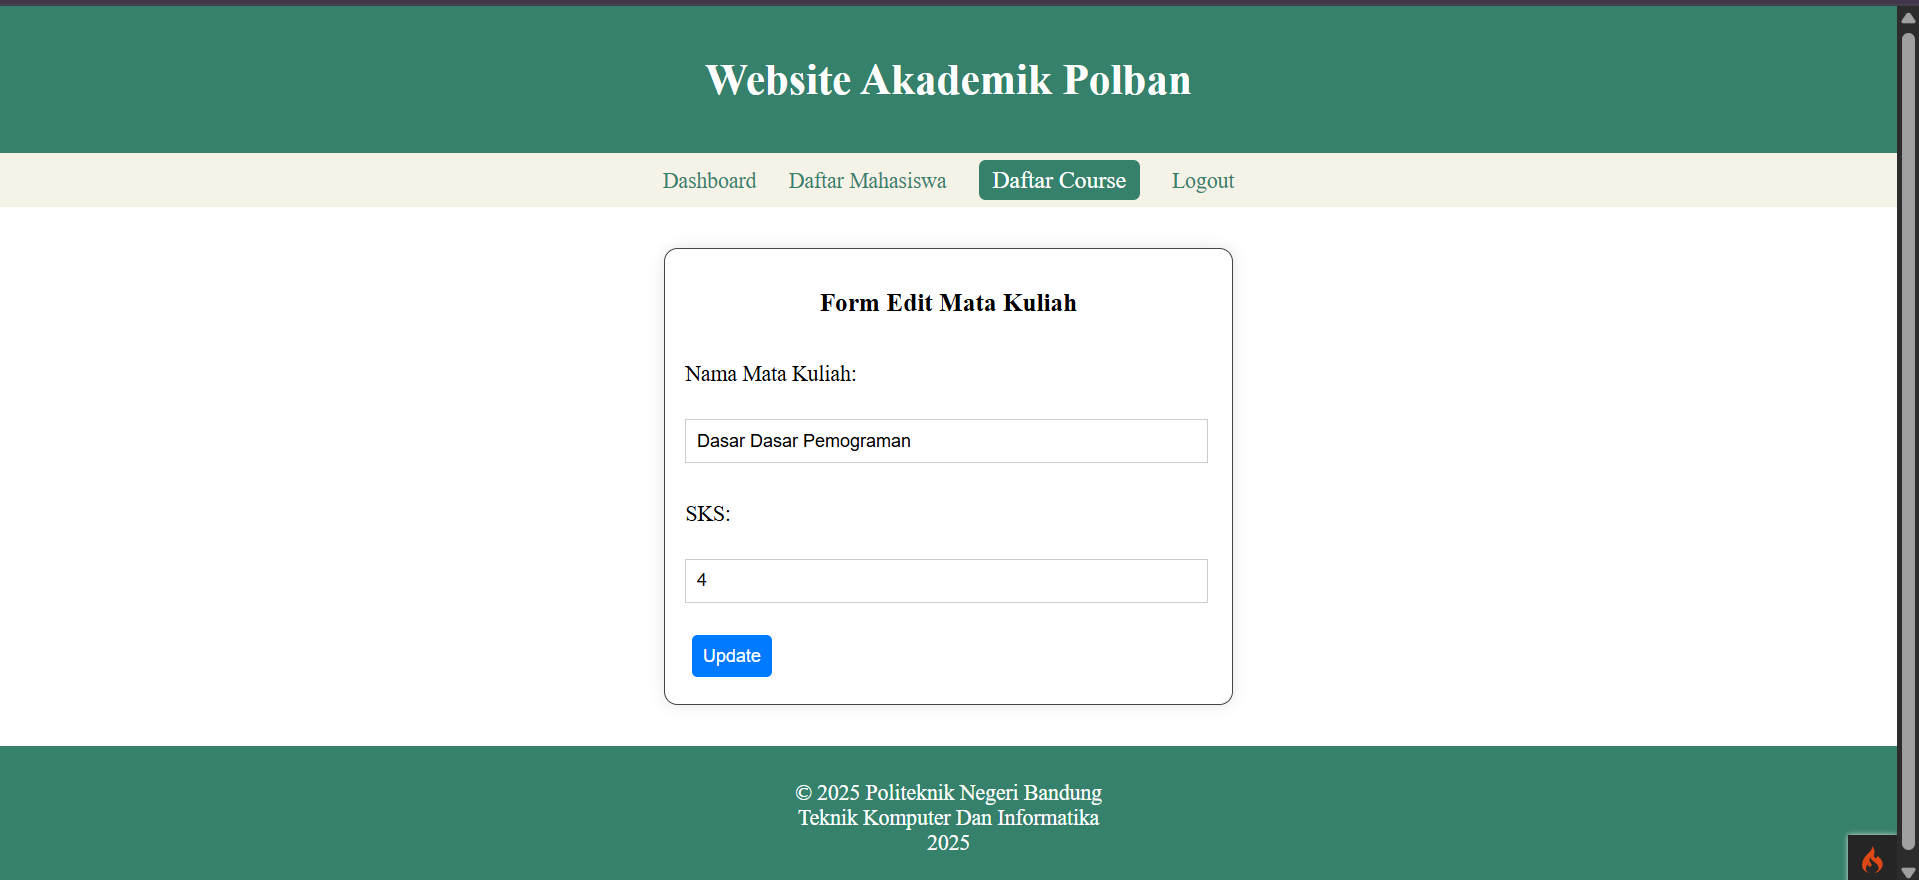 Website Akademik Polban
Dashboard Daftar Mahasiswa Daftar Course Logout
Form Edit Mata Kuliah
Nama Mata Kuliah:
Dasar Dasar Pemograman
SKS:
4
Update
© 2025 Politeknik Negeri Bandung
Teknik Komputer Dan Informatika
2025